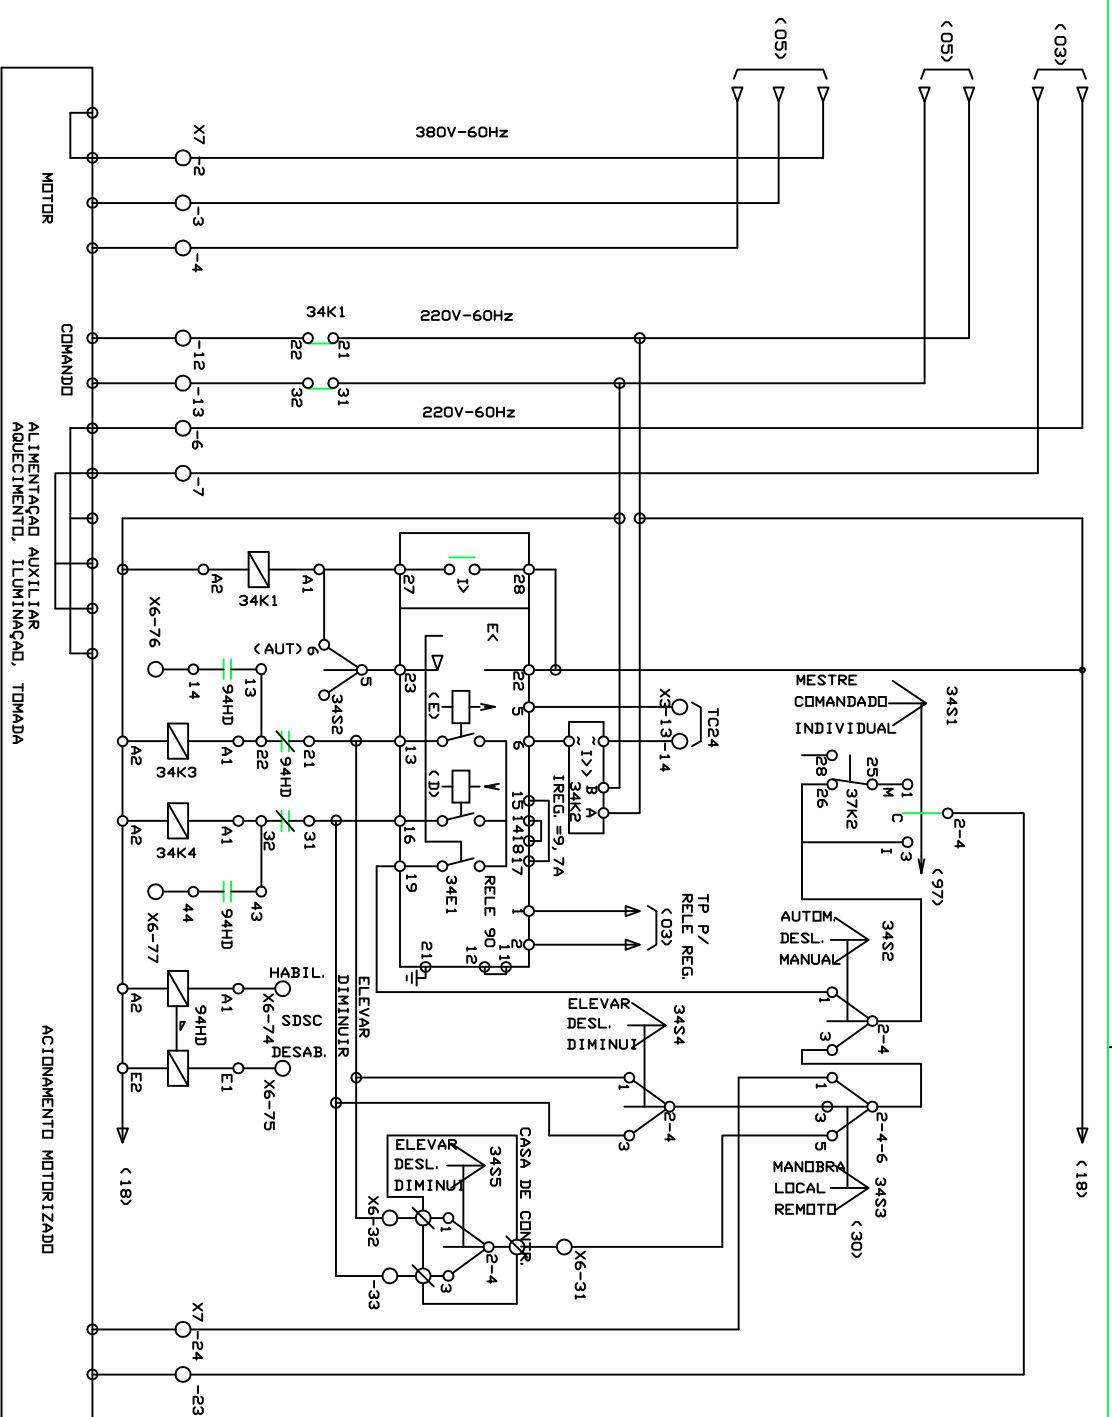 (05)
(05)
(03)
380V-60Hz
X7
-2
-3
-4
MOTOR
34K1
220V-60Hz
22
21
-12
COMANDO
32
31
-13
220V-60Hz
-6
-7
ALIMENTAÇAO AUXILIAR
AQUECIMENTO, ILUMINAÇAO, TOMADA
A2
34K1
A1
27
I>
28
E<
X6-76
14
94HD
13
(AUT)
6
5
34S2
23
22
(E)
5
X3-13
-14
TC24
A2
34K3
A1
22
94HD
21
13
6
~
~
I>>
34K2
B
A
(D)
15
14
18
17
IREG.=9,7A
A2
34K4
A1
32
31
16
19
34E1
RELE 90
X6-77
44
94HD
43
1
2
TP P/
RELE REG.
(03)
21
12
11
HABIL.
A2
94HD
A1
X6-74
SDSC
DESAB.
E2
E1
X6-75
DIMINUIR
ELEVAR
(18)
ACIONAMENTO MOTORIZADO
MESTRE
COMANDADO
INDIVIDUAL
34S1
28
26
25
37K2
M
1
C
2-4
I
3
(97)
AUTOM.
DESL.
MANUAL
34S2
1
3
2-4
ELEVAR
DESL.
DIMINUI
34S4
1
3
2-4
1
3
5
2-4-6
MANOBRA
LOCAL
REMOTO
34S3
(30)
(18)
ELEVAR
DESL.
DIMINUI
34S5
CASA DE CONTR.
X6-32
-33
1
3
2-4
X6-31
X7
-24
-23